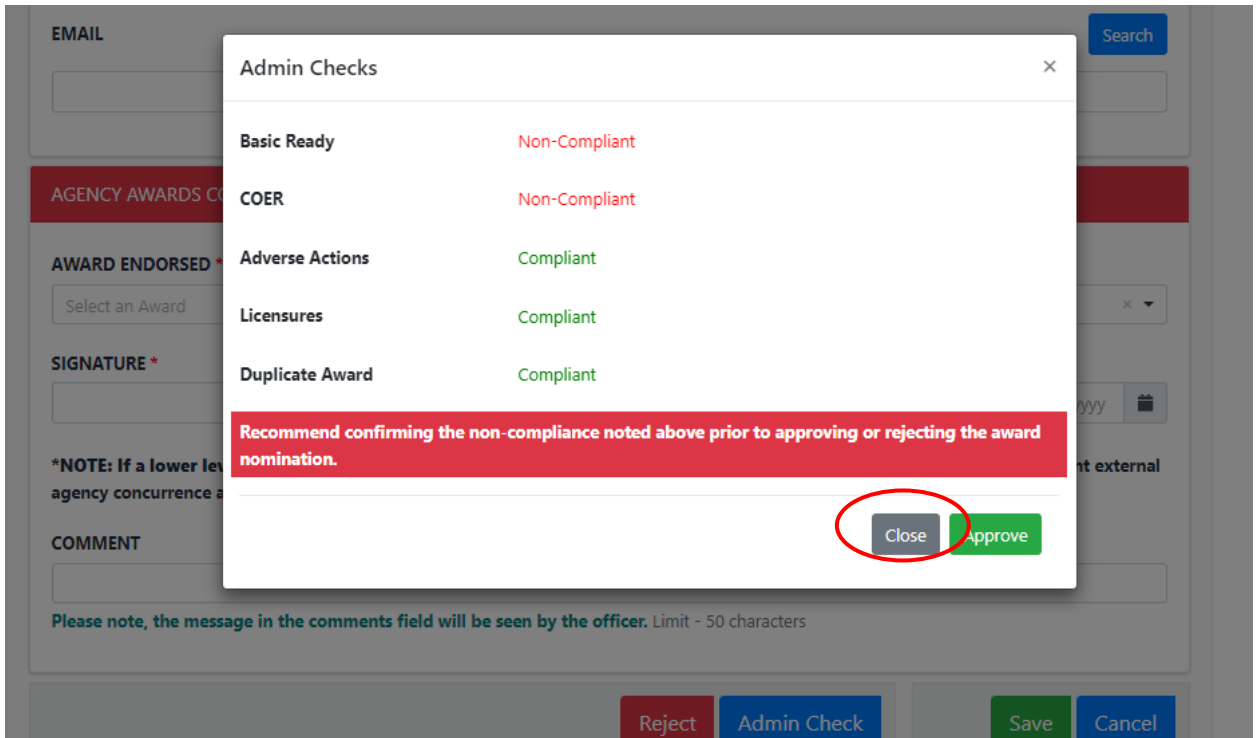 EMAIL
Search
Admin Checks
×
Basic Ready Non-Compliant
AGENCY AWARDS
COER Non-Compliant
AWARD ENDORSED *
Adverse Actions Compliant
Select an Award
× 
Licensures Compliant
SIGNATURE *
Duplicate Award Compliant
yyyy
Recommend confirming the non-compliance noted above prior to approving or rejecting the award
nomination.
*NOTE: If a lower
external
agency concurrence
Close Approve
COMMENT
Please note, the message in the comments field will be seen by the officer. Limit - 50 characters
Reject Admin Check Save Cancel